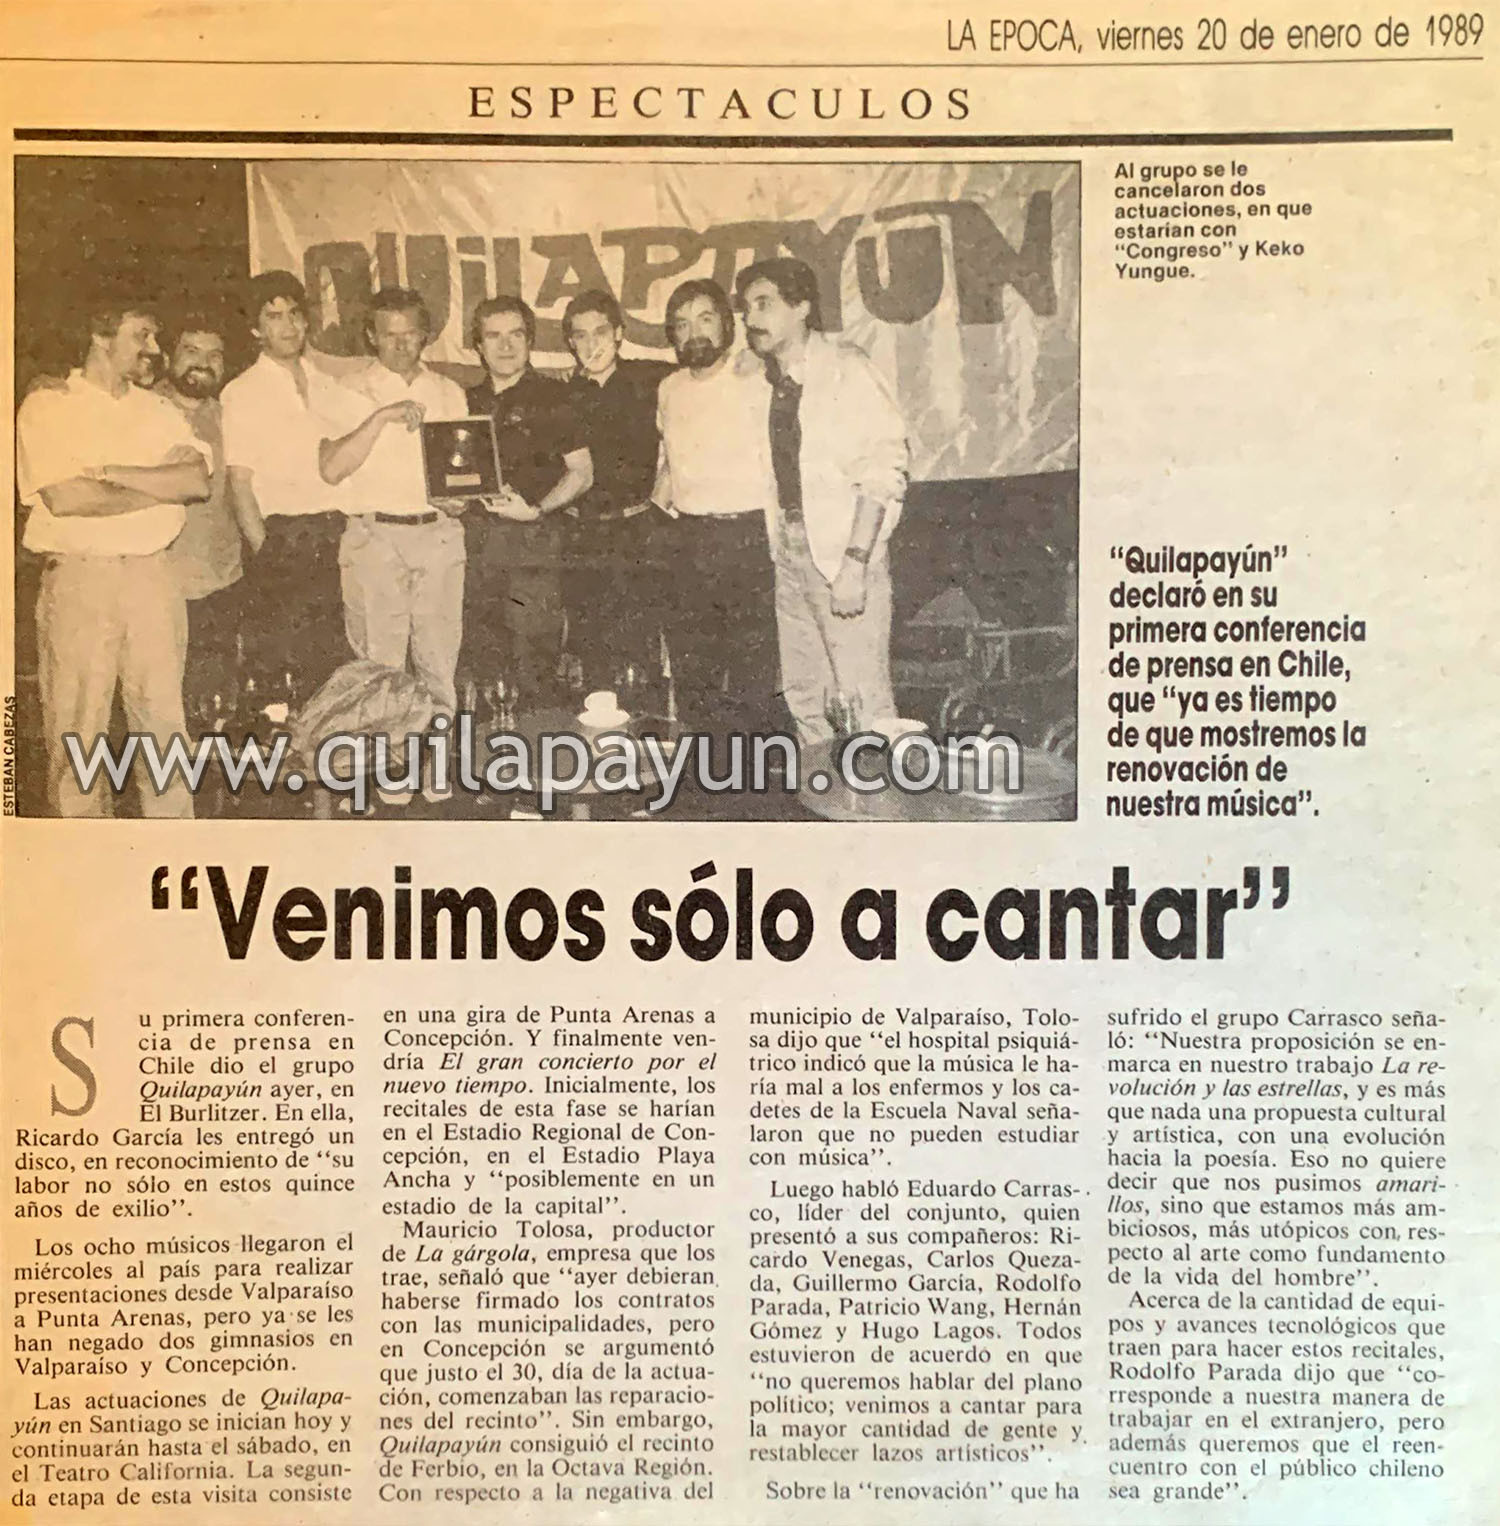 LA EPOCA, viernes 20 de enero de 1989
ESPECTACULOS
Al grupo se le
cancelaron dos
actuaciones, en que
estarían con
“Congreso” y Keko
Yungue.
QUILAPAYÚN
ESTEBAN CABEZAS
www.quilapayun.com
“Quilapayún”
declaró en su
primera conferencia
de prensa en Chile,
que “ya es tiempo
de que mostremos la
renovación de
nuestra música”.
“Venimos sólo a cantar”
Su primera conferen-
cia de prensa en
Chile dio el grupo
Quilapayún ayer, en
El Burlitzer. En ella,
Ricardo García les entregó un
disco, en reconocimiento de “su
labor no sólo en estos quince
años de exilio”.
Los ocho músicos llegaron el
miércoles al país para realizar
presentaciones desde Valparaíso
a Punta Arenas, pero ya se les
han negado dos gimnasios en
Valparaíso y Concepción.
Las actuaciones de Quilapa-
yún en Santiago se inician hoy y
continuarán hasta el sábado, en
el Teatro California. La segun-
da etapa de esta visita consiste
en una gira de Punta Arenas a
Concepción. Y finalmente ven-
dría El gran concierto por el
nuevo tiempo. Inicialmente, los
recitales de esta fase se harían
en el Estadio Regional de Con-
cepción, en el Estadio Playa
Ancha y “posiblemente en un
estadio de la capital”.
Mauricio Tolosa, productor
de La gárgola, empresa que los
trae, señaló que “ayer debieran
haberse firmado los contratos
con las municipalidades, pero
en Concepción se argumentó
que justo el 30, día de la actua-
ción, comenzaban las reparacio-
nes del recinto”. Sin embargo,
Quilapayún consiguió el recinto
de Ferbio, en la Octava Región.
Con respecto a la negativa del
municipio de Valparaíso, Tolo-
sa dijo que “el hospital psiquiá-
trico indicó que la música le ha-
ría mal a los enfermos y los ca-
detes de la Escuela Naval seña-
laron que no pueden estudiar
con música”.
Luego habló Eduardo Carras-
co, líder del conjunto, quien
presentó a sus compañeros: Ri-
cardo Venegas, Carlos Queza-
da, Guillermo García, Rodolfo
Parada, Patricio Wang, Hernán
Gómez y Hugo Lagos. Todos
estuvieron de acuerdo en que
“no queremos hablar del plano
político; venimos a cantar para
la mayor cantidad de gente y
restablecer lazos artísticos”.
Sobre la “renovación” que ha
sufrido el grupo Carrasco seña-
ló: “Nuestra proposición se en-
marca en nuestro trabajo La re-
volución y las estrellas, y es más
que nada una propuesta cultural
y artística, con una evolución
hacia la poesía. Eso no quiere
decir que nos pusimos amari-
llos, sino que estamos más am-
biciosos, más utópicos con res-
pecto al arte como fundamento
de la vida del hombre”.
Acerca de la cantidad de equi-
pos y avances tecnológicos que
traen para hacer estos recitales,
Rodolfo Parada dijo que “co-
rresponde a nuestra manera de
trabajar en el extranjero, pero
además queremos que el reen-
cuentro con el público chileno
sea grande”.